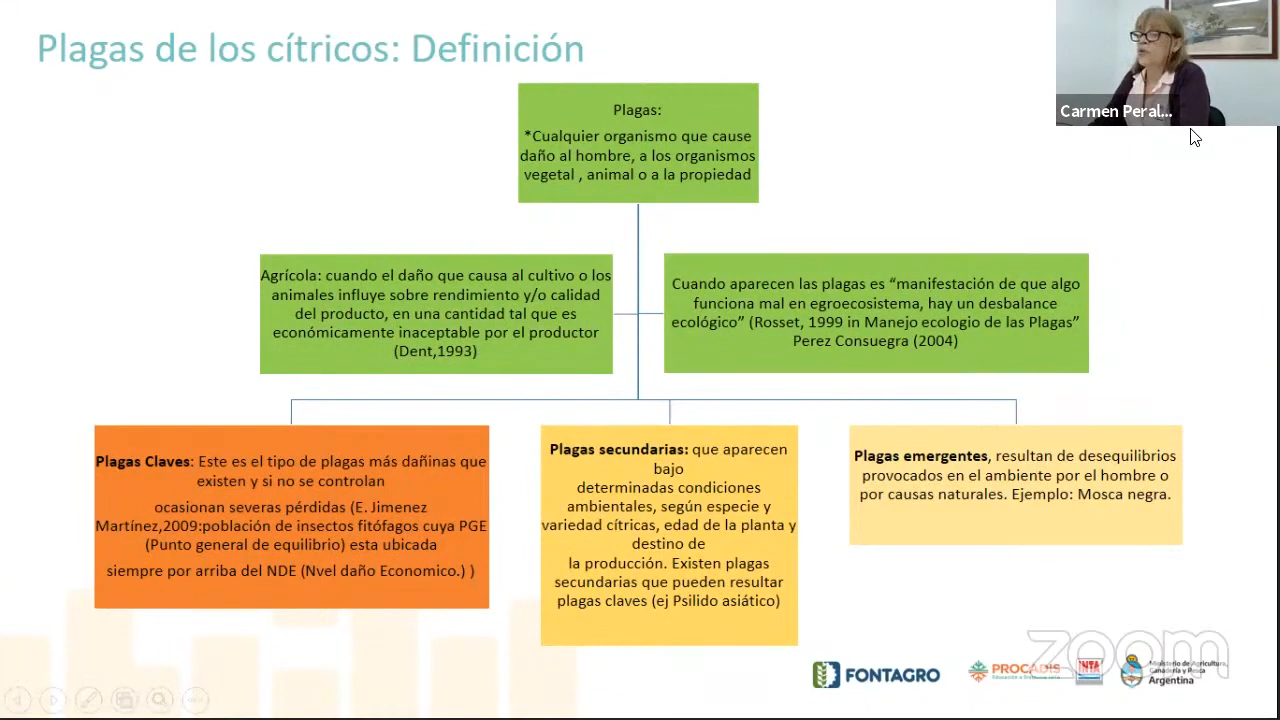 Plagas de los cítricos: Definición
Carmen Peral...
Plagas:
*Cualquier organismo que cause
daño al hombre, a los organismos
vegetal , animal o a la propiedad
Agrícola: cuando el daño que causa al cultivo o los
animales influye sobre rendimiento y/o calidad
del producto, en una cantidad tal que es
económicamente inaceptable por el productor
(Dent,1993)
Cuando aparecen las plagas es “manifestación de que algo
funciona mal en egroecosistema, hay un desbalance
ecológico” (Rosset, 1999 in Manejo ecologio de las Plagas”
Perez Consuegra (2004)
Plagas Claves: Este es el tipo de plagas más dañinas que
existen y si no se controlan
ocasionan severas pérdidas (E. Jimenez
Martínez,2009:población de insectos fitófagos cuya PGE
(Punto general de equilibrio) esta ubicada
siempre por arriba del NDE (Nvel daño Economico.) )
Plagas secundarias: que aparecen
bajo
determinadas condiciones
ambientales, según especie y
variedad cítricas, edad de la planta y
destino de
la producción. Existen plagas
secundarias que pueden resultar
plagas claves (ej Psilido asiático)
Plagas emergentes, resultan de desequilibrios
provocados en el ambiente por el hombre o
por causas naturales. Ejemplo: Mosca negra.
zoom
FONTAGRO
PROCADIS
INTA
Ministerio de Agricultura,
Ganadería y Pesca
Argentina